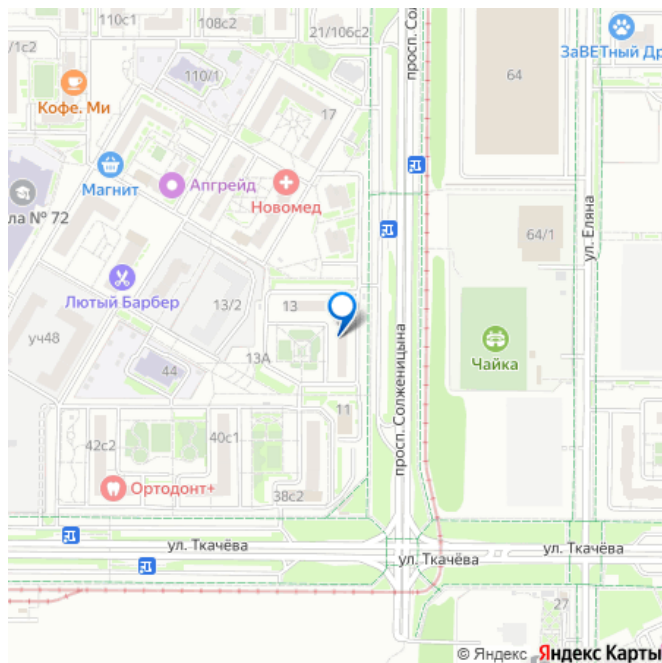 110с1
108с2
21/106с2
/1с2
110/1
Кофе. Ми
17
Магнит
Апгрейд
Новомед
ла № 72
Лютый Барбер
13/2
13
уч48
13А
44
11
42с2
40с1
Ортодонт+
38с2
просп. Сол
64
ЗаВЕТный Др
64/1
ул. Еляна
Чайка
просп. Солженицына
ул. Ткачёва
ул. Ткачёва
ул. Ткачёва
27
© Яндекс Яндекс Карты